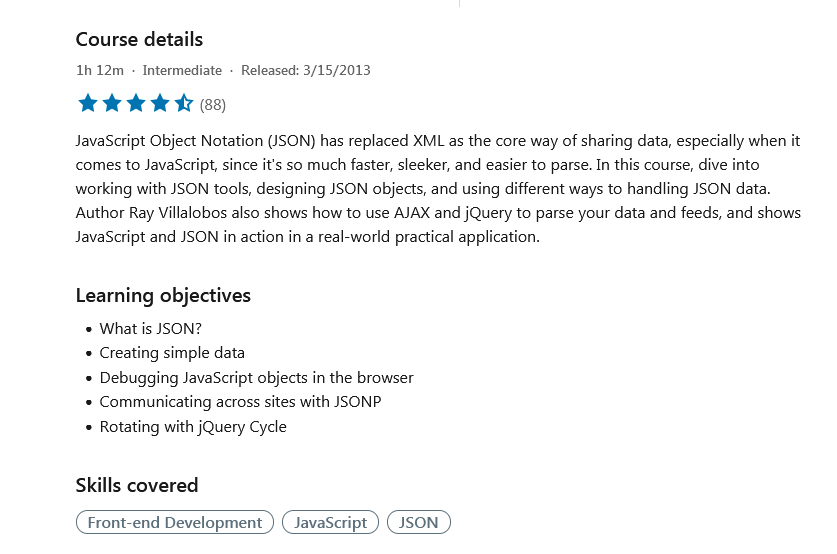 Course details
1h 12m · Intermediate · Released: 3/15/2013
(88)
JavaScript Object Notation (JSON) has replaced XML as the core way of sharing data, especially when it
comes to JavaScript, since it's so much faster, sleeker, and easier to parse. In this course, dive into
working with JSON tools, designing JSON objects, and using different ways to handling JSON data.
Author Ray Villalobos also shows how to use AJAX and jQuery to parse your data and feeds, and shows
JavaScript and JSON in action in a real-world practical application.
Learning objectives
• What is JSON?
• Creating simple data
• Debugging JavaScript objects in the browser
• Communicating across sites with JSONP
• Rotating with jQuery Cycle
Skills covered
Front-end Development JavaScript JSON